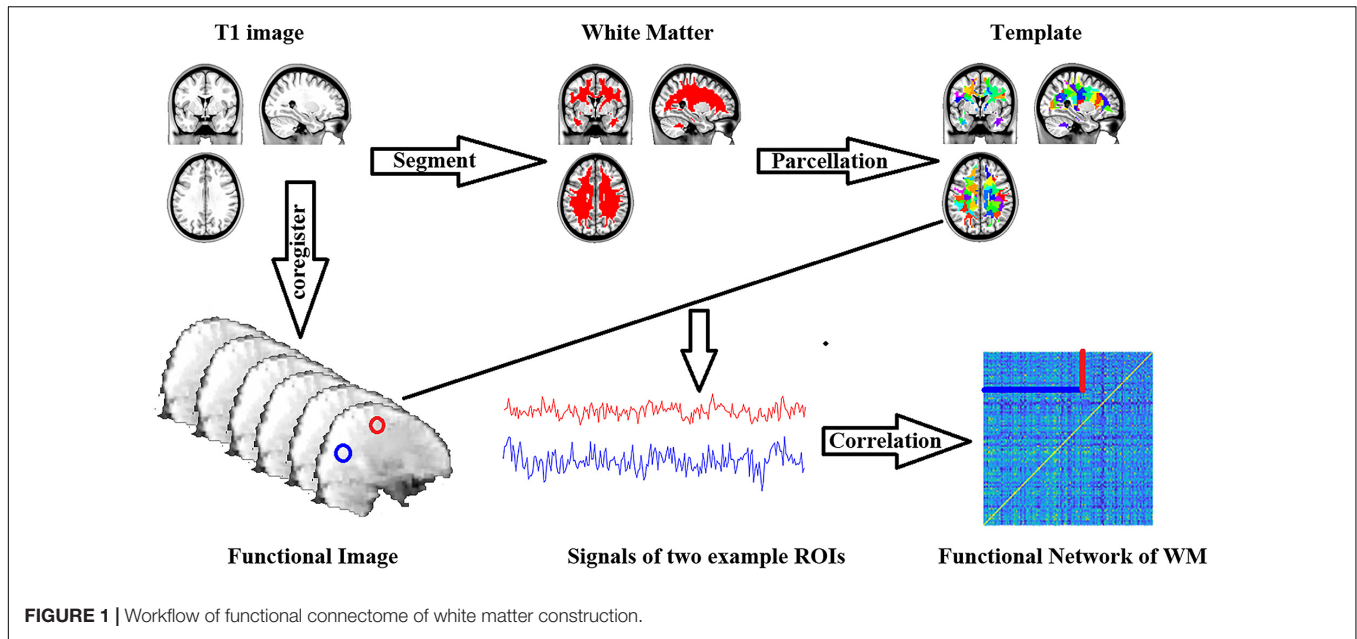 T1 image
White Matter
Template
Segment
Parcellation
coregister
Correlation
Functional Image
Signals of two example ROIs
Functional Network of WM
FIGURE 1 | Workflow of functional connectome of white matter construction.